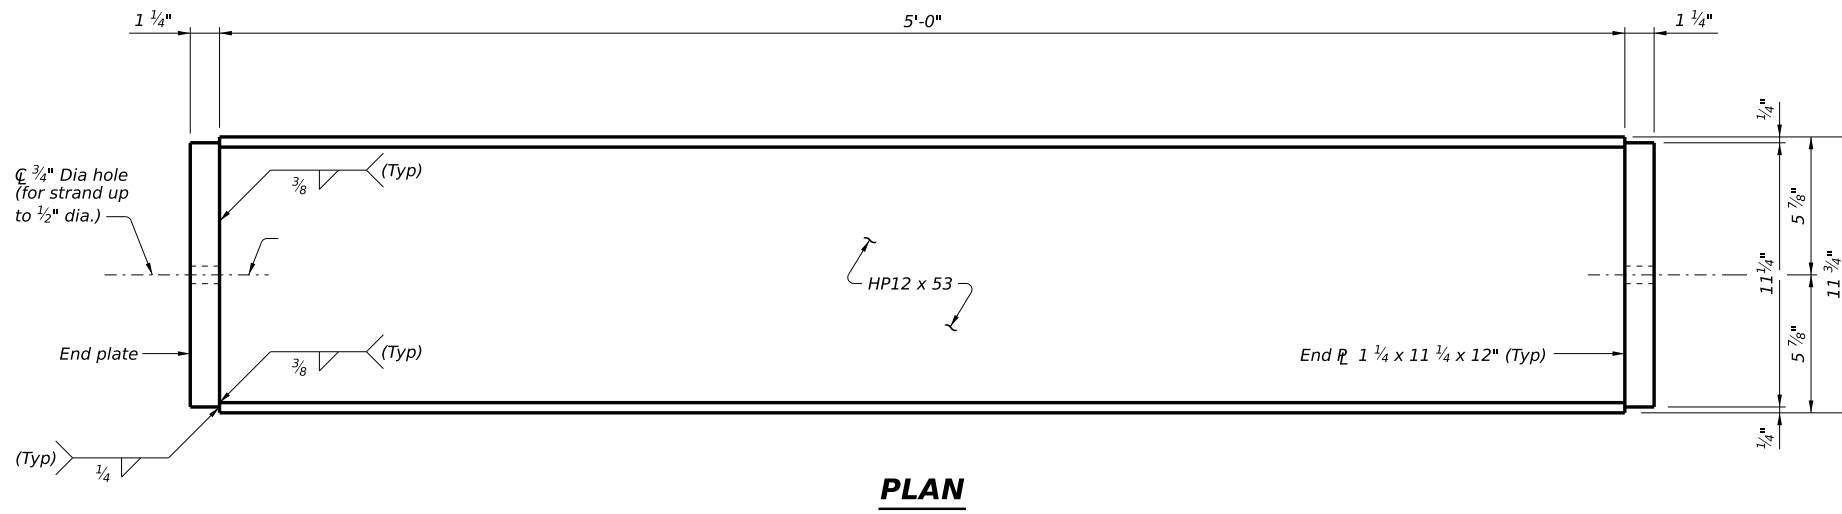 1 ¼" 5'-0" 1 ¼"
¼"
℄ ¾" Dia hole
(for strand up
to ½" dia.)
⅜ (Typ)
5 ⅞"
HP12 x 53
11¼"
11 ¾"
End plate
⅜ (Typ)
End ⅊ 1 ¼ x 11 ¼ x 12" (Typ)
5 ⅞"
(Typ) ¼
¼"
PLAN